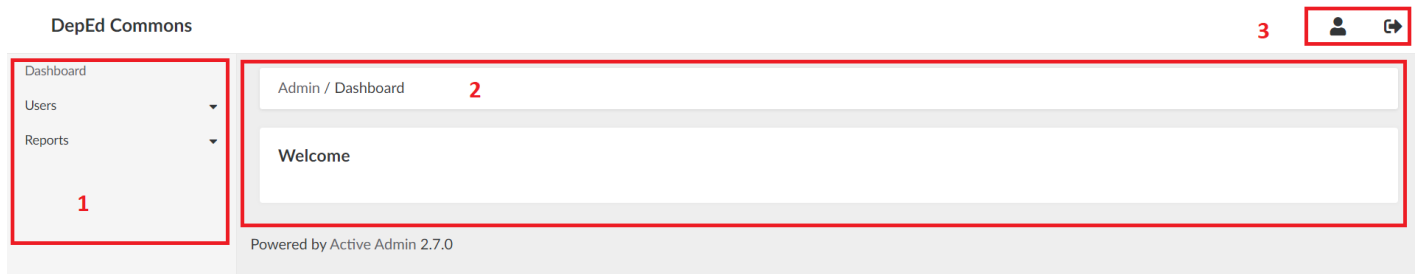 DepEd Commons
3
Dashboard
Users
Reports
1
Admin / Dashboard
2
Welcome
Powered by Active Admin 2.7.0